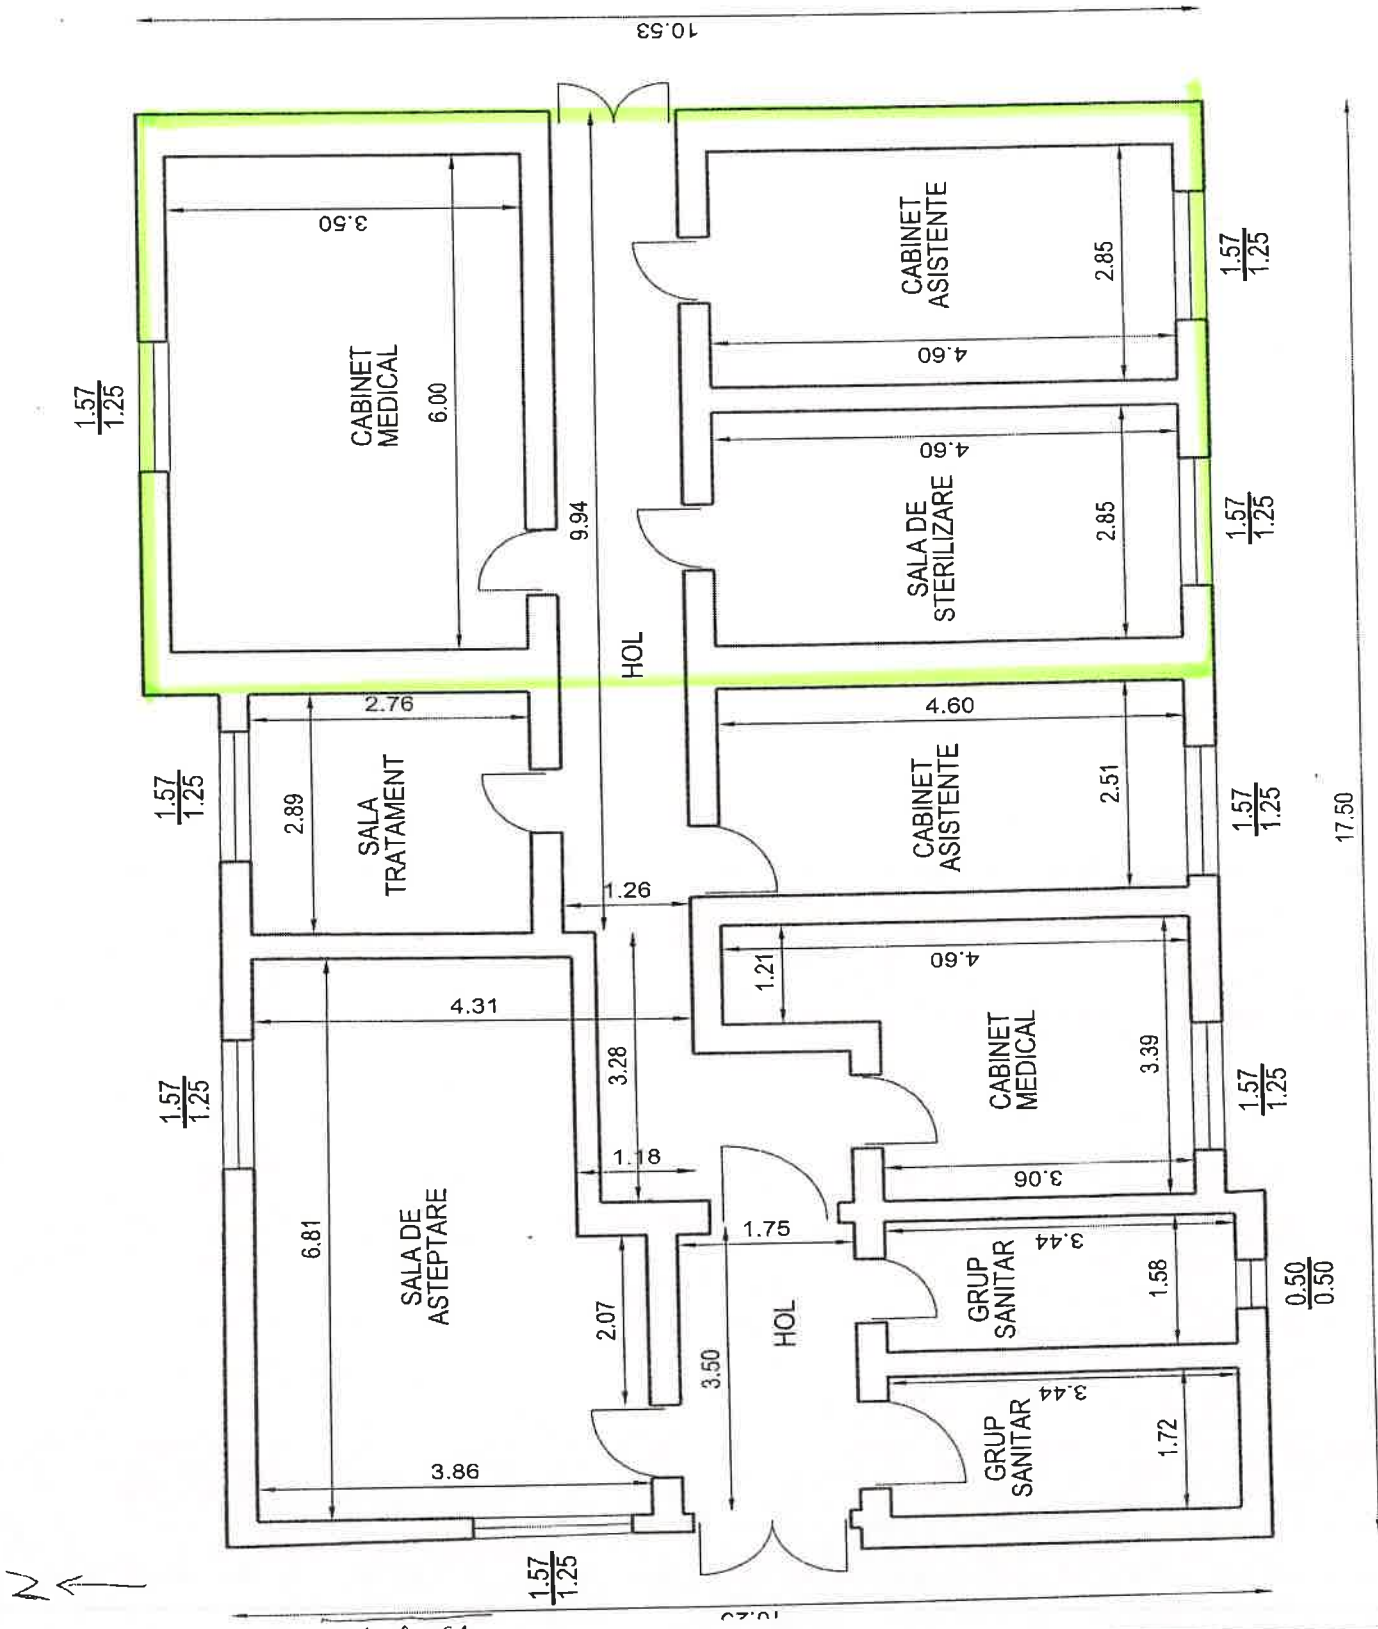 10.53
1.57
1.25
3.50
CABINET
MEDICAL
6.00
CABINET
ASISTENTE
2.85
4.60
1.57
1.25
9.94
4.60
SALA DE
STERILIZARE
2.85
1.57
1.25
HOL
2.76
2.89
SALA
TRATAMENT
1.57
1.25
4.60
CABINET
ASISTENTE
2.51
1.57
1.25
17.50
1.26
4.31
1.21
4.60
3.28
CABINET
MEDICAL
3.39
1.57
1.25
1.57
1.25
1.18
3.06
6.81
SALA DE
ASTEPTARE
1.75
3.44
GRUP
SANITAR
1.58
0.50
0.50
2.07
HOL
3.50
3.44
GRUP
SANITAR
1.72
3.86
1.57
1.25
N